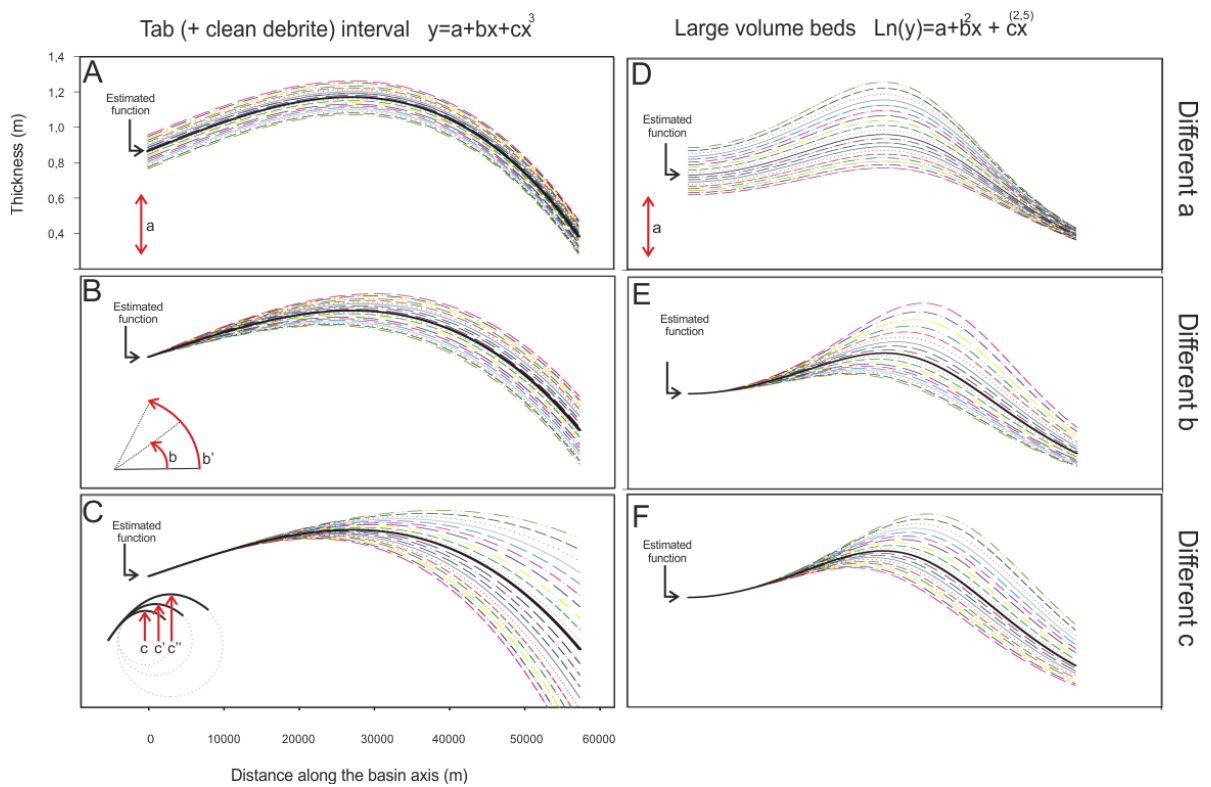 Tab (+ clean debrite) interval y=a+bx+cx³
Large volume beds Ln(y)=a+bx² + cx^(2,5)
Thickness (m)
1,4
1,2
1,0
0,8
0,6
0,4
A
Estimated
function
a
D
Estimated
function
a
Different a
B
Estimated
function
b
b'
E
Estimated
function
Different b
C
Estimated
function
c c' c''
F
Estimated
function
Different c
0 10000 20000 30000 40000 50000 60000
Distance along the basin axis (m)